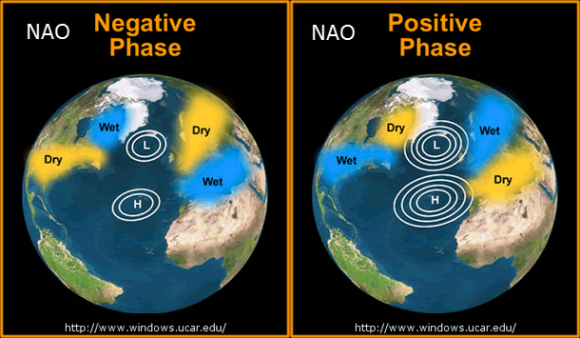 NAO
Negative
Phase
Wet
Dry
Dry
L
Wet
H
http://www.windows.ucar.edu/
NAO
Positive
Phase
Dry
Wet
Wet
L
Dry
H
http://www.windows.ucar.edu/